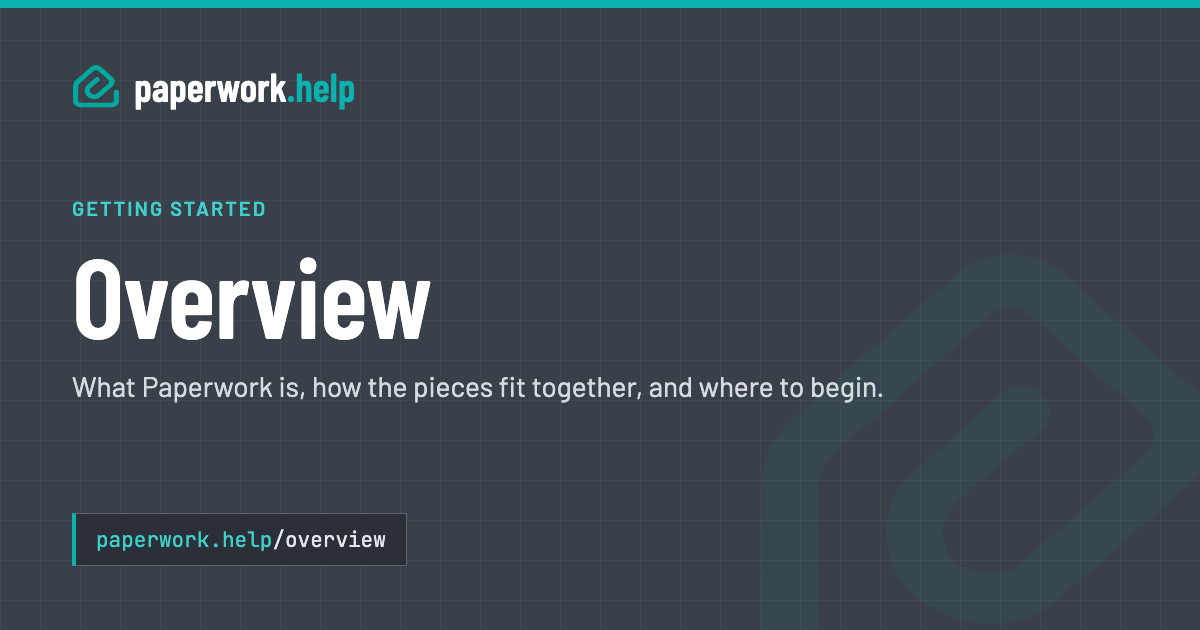 paperwork.help
GETTING STARTED
Overview
What Paperwork is, how the pieces fit together, and where to begin.
paperwork.help/overview